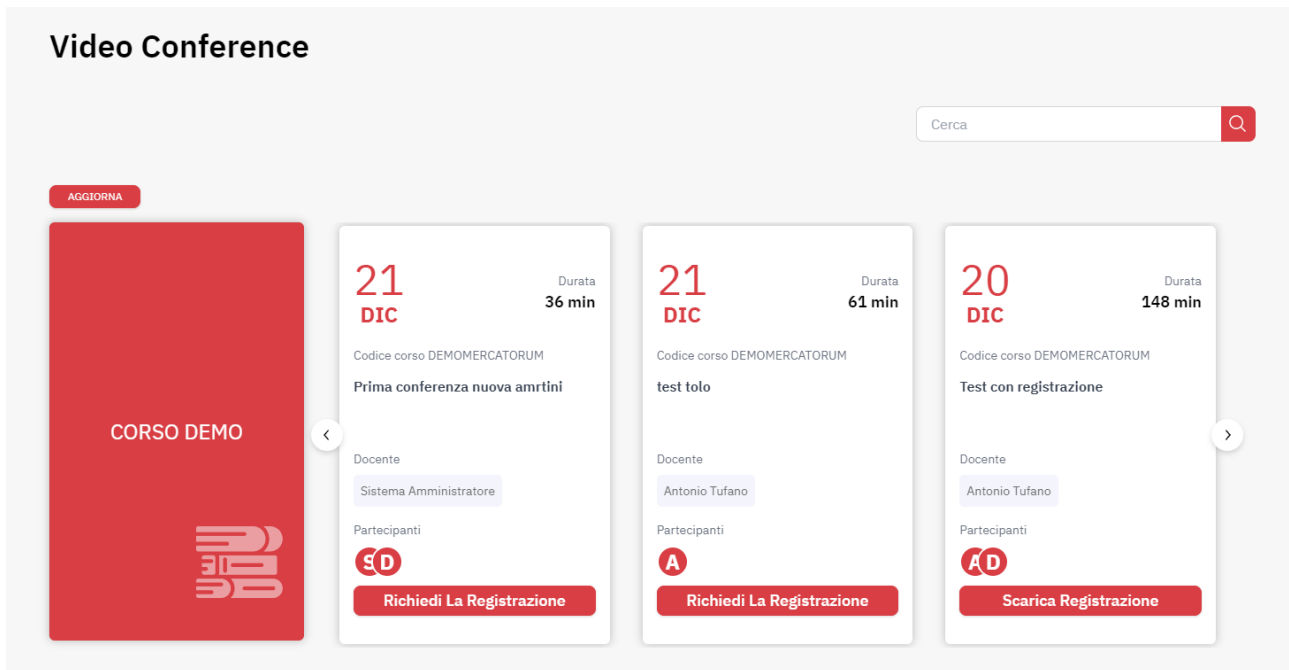 Video Conference
Cerca
AGGIORNA
CORSO DEMO
21
DIC
Durata
36 min
Codice corso DEMOMERCATORUM
Prima conferenza nuova amrtini
Docente
Sistema Amministratore
Partecipanti
S D
Richiedi La Registrazione
21
DIC
Durata
61 min
Codice corso DEMOMERCATORUM
test tolo
Docente
Antonio Tufano
Partecipanti
A
Richiedi La Registrazione
20
DIC
Durata
148 min
Codice corso DEMOMERCATORUM
Test con registrazione
Docente
Antonio Tufano
Partecipanti
A D
Scarica Registrazione